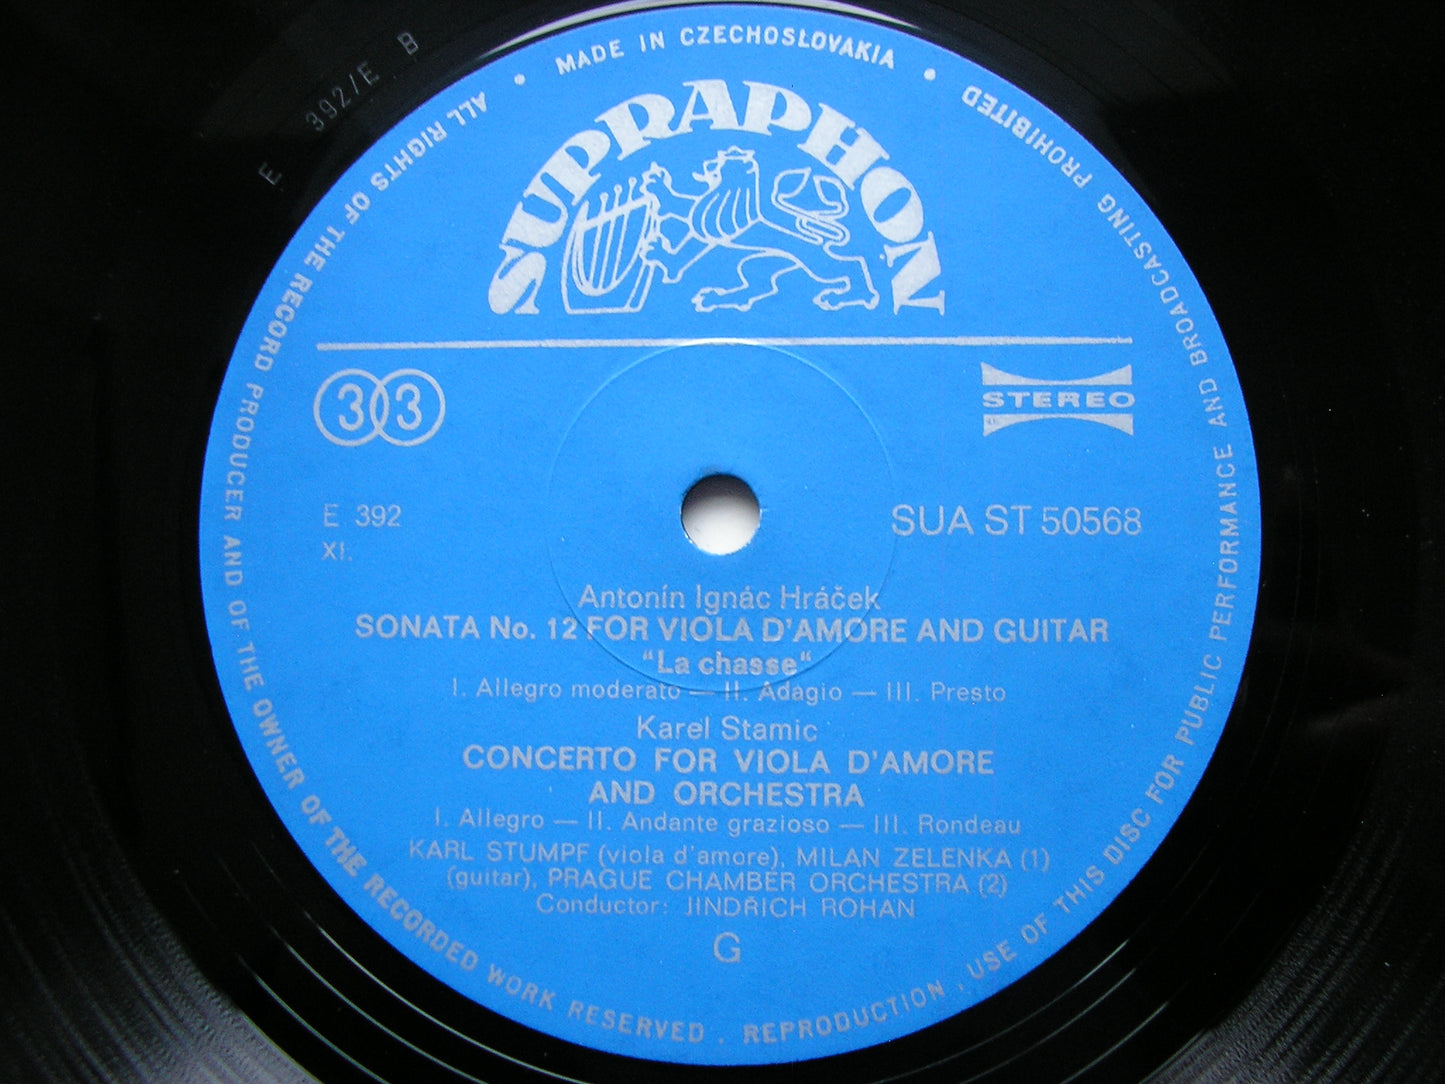 E 392/E B
MADE IN CZECHOSLOVAKIA •
SUPRAPHON
33
STEREO
E 392
SUA ST 50568
XI.
Antonín Ignác Hráček
SONATA No. 12 FOR VIOLA D'AMORE AND GUITAR
"La chasse"
I. Allegro moderato — II. Adagio — III. Presto
Karel Stamic
CONCERTO FOR VIOLA D'AMORE
AND ORCHESTRA
I. Allegro — II. Andante grazioso — III. Rondeau
KARL STUMPF (viola d'amore), MILAN ZELENKA (1)
(guitar), PRAGUE CHAMBER ORCHESTRA (2)
Conductor: JINDŘICH ROHAN
G
• ALL RIGHTS OF THE RECORD PRODUCER AND OF THE OWNER OF THE RECORDED WORK RESERVED . REPRODUCTION , USE OF THIS DISC FOR PUBLIC PERFORMANCE AND BROADCASTING PROHIBITED